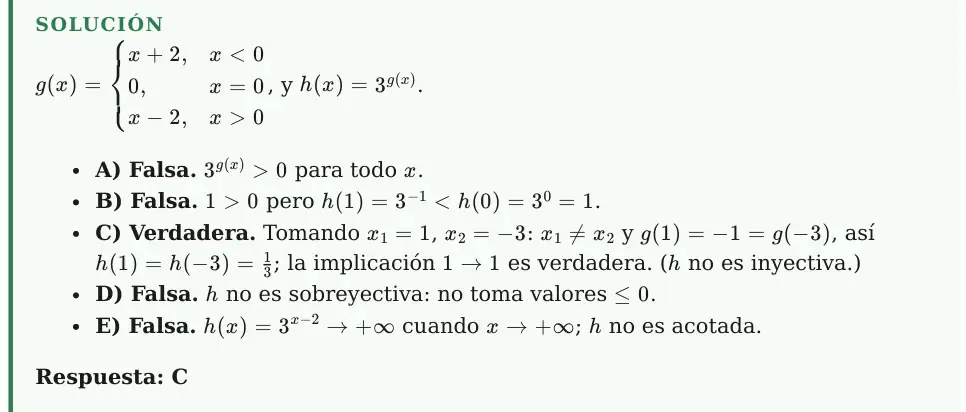 SOLUCIÓN
g(x) = { x + 2, x < 0
0, x = 0 , y h(x) = 3^{g(x)}.
x − 2, x > 0
• A) Falsa. 3^{g(x)} > 0 para todo x.
• B) Falsa. 1 > 0 pero h(1) = 3^{−1} < h(0) = 3^0 = 1.
• C) Verdadera. Tomando x₁ = 1, x₂ = −3: x₁ ≠ x₂ y g(1) = −1 = g(−3), así
h(1) = h(−3) = 1/3; la implicación 1 → 1 es verdadera. (h no es inyectiva.)
• D) Falsa. h no es sobreyectiva: no toma valores ≤ 0.
• E) Falsa. h(x) = 3^{x−2} → +∞ cuando x → +∞; h no es acotada.
Respuesta: C